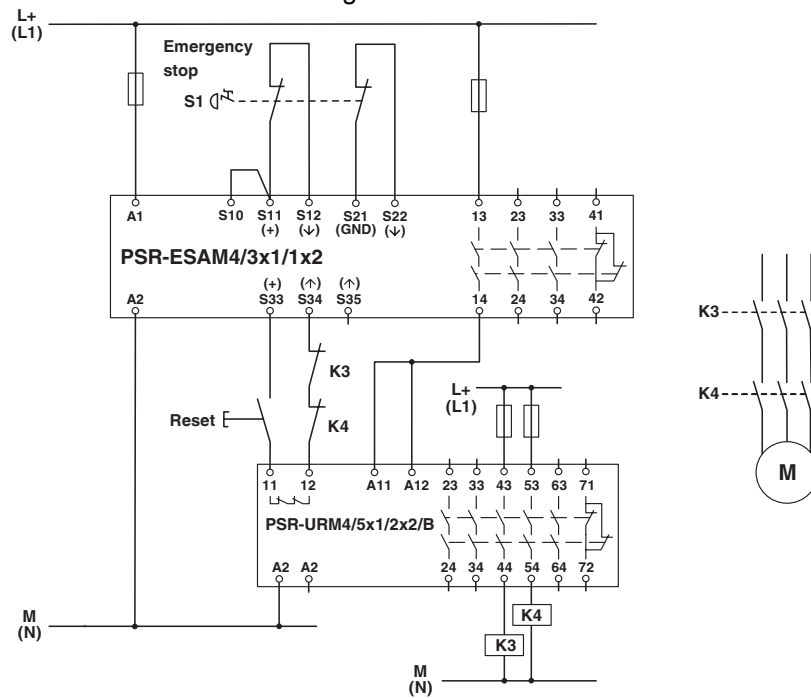 L+
(L1)
Emergency
stop
S1
A1 S10 S11 S12 S21 S22 13 23 33 41
(+) (↓) (GND) (↓)
PSR-ESAM4/3x1/1x2
(+) (↑) (↑)
A2 S33 S34 S35 14 24 34 42
K3
K3
L+
(L1)
K4
Reset
K4
M
11 12 A11 A12 23 33 43 53 63 71
PSR-URM4/5x1/2x2/B
A2 A2 24 34 44 54 64 72
K4
M
(N)
K3
M
(N)